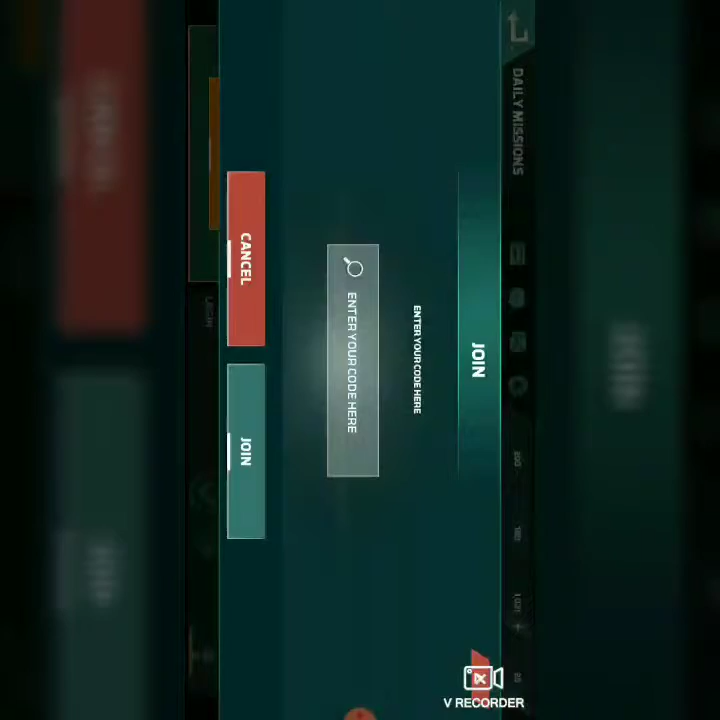 DAILY MISSIONS
JOIN
ENTER YOUR CODE HERE
ENTER YOUR CODE HERE
CANCEL
JOIN
V RECORDER